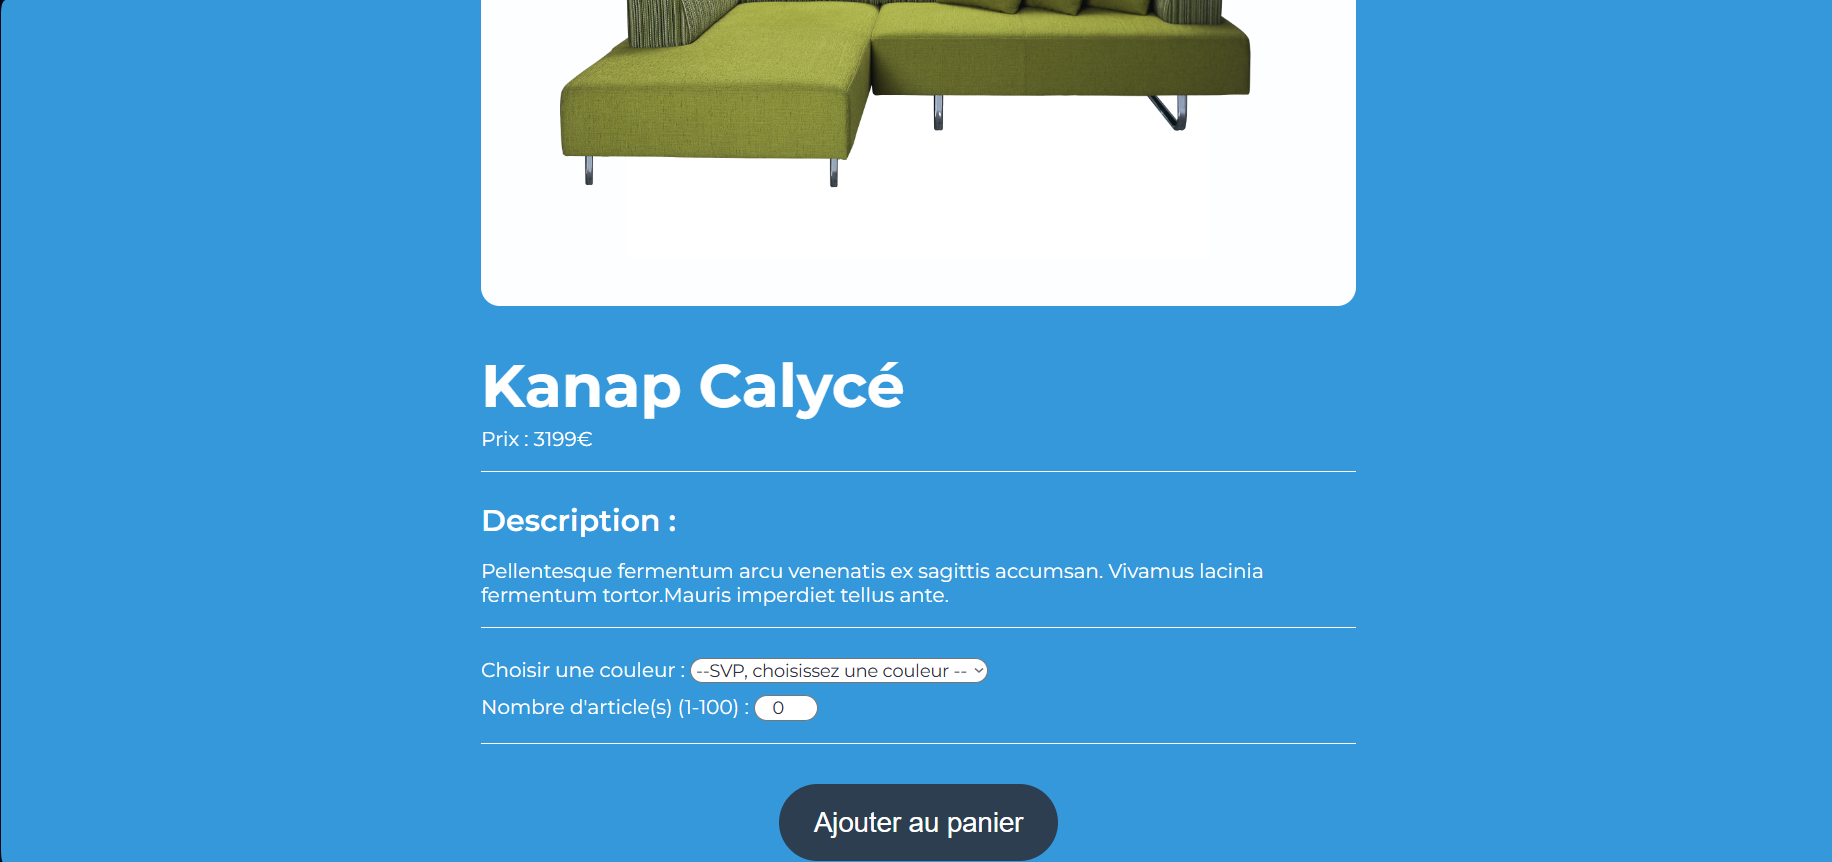 Kanap Calycé
Prix : 3199€
Description :
Pellentesque fermentum arcu venenatis ex sagittis accumsan. Vivamus lacinia
fermentum tortor.Mauris imperdiet tellus ante.
Choisir une couleur : --SVP, choisissez une couleur --
Nombre d'article(s) (1-100) : 0
Ajouter au panier